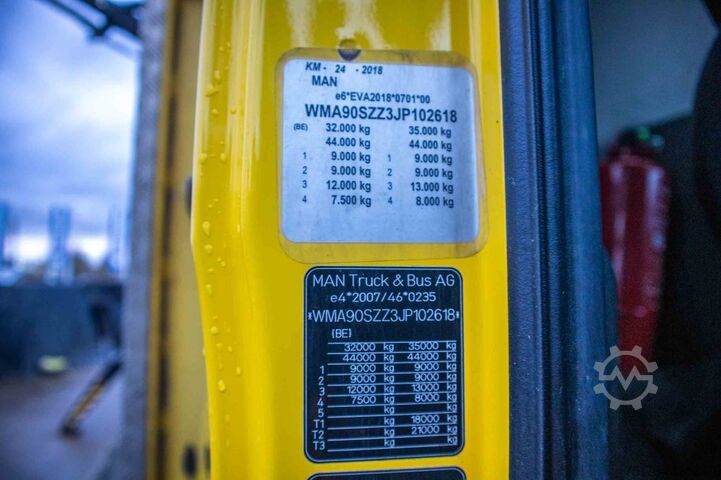 KM - 24 - 2018
MAN
e6*EVA2018*0701*00
WMA90SZZ3JP102618
(BE) 32.000 kg 35.000 kg
44.000 kg 44.000 kg
1 9.000 kg 1 9.000 kg
2 9.000 kg 2 9.000 kg
3 12.000 kg 3 13.000 kg
4 7.500 kg 4 8.000 kg
MAN Truck & Bus AG
e4*2007/46*0235
*WMA90SZZ3JP102618*
(BE)
32000 kg 35000 kg
44000 kg 44000 kg
1 9000 kg 9000 kg
2 9000 kg 9000 kg
3 12000 kg 13000 kg
4 7500 kg 8000 kg
5 kg kg
T1 kg 18000 kg
T2 kg 21000 kg
T3 kg kg